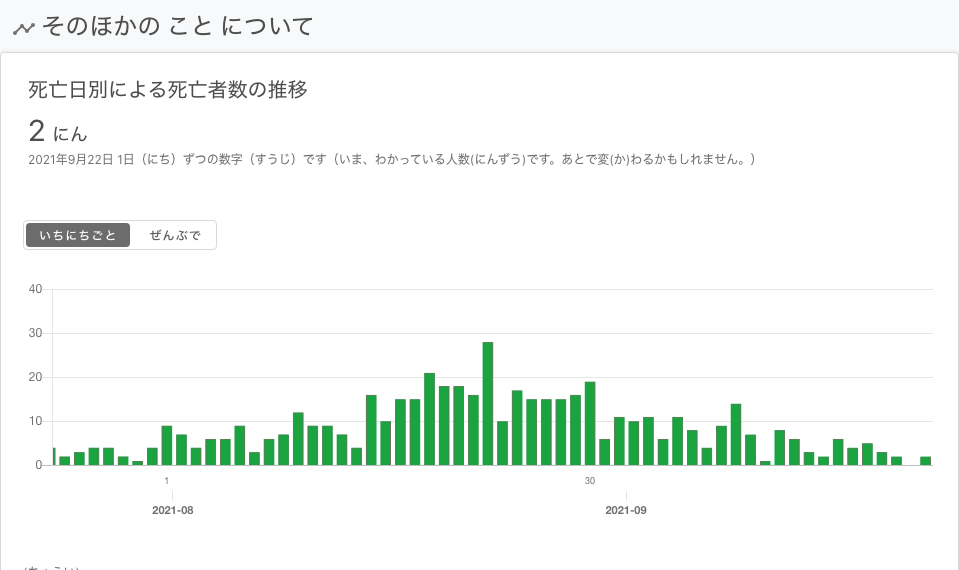 そのほかの こと について
死亡日別による死亡者数の推移
2 にん
2021年9月22日 1日（にち）ずつの数字（すうじ）です（いま、わかっている人数(にんずう)です。あとで変(か)わるかもしれません。）
いちにちごと ぜんぶで
40
30
20
10
0
1 30
2021-08 2021-09